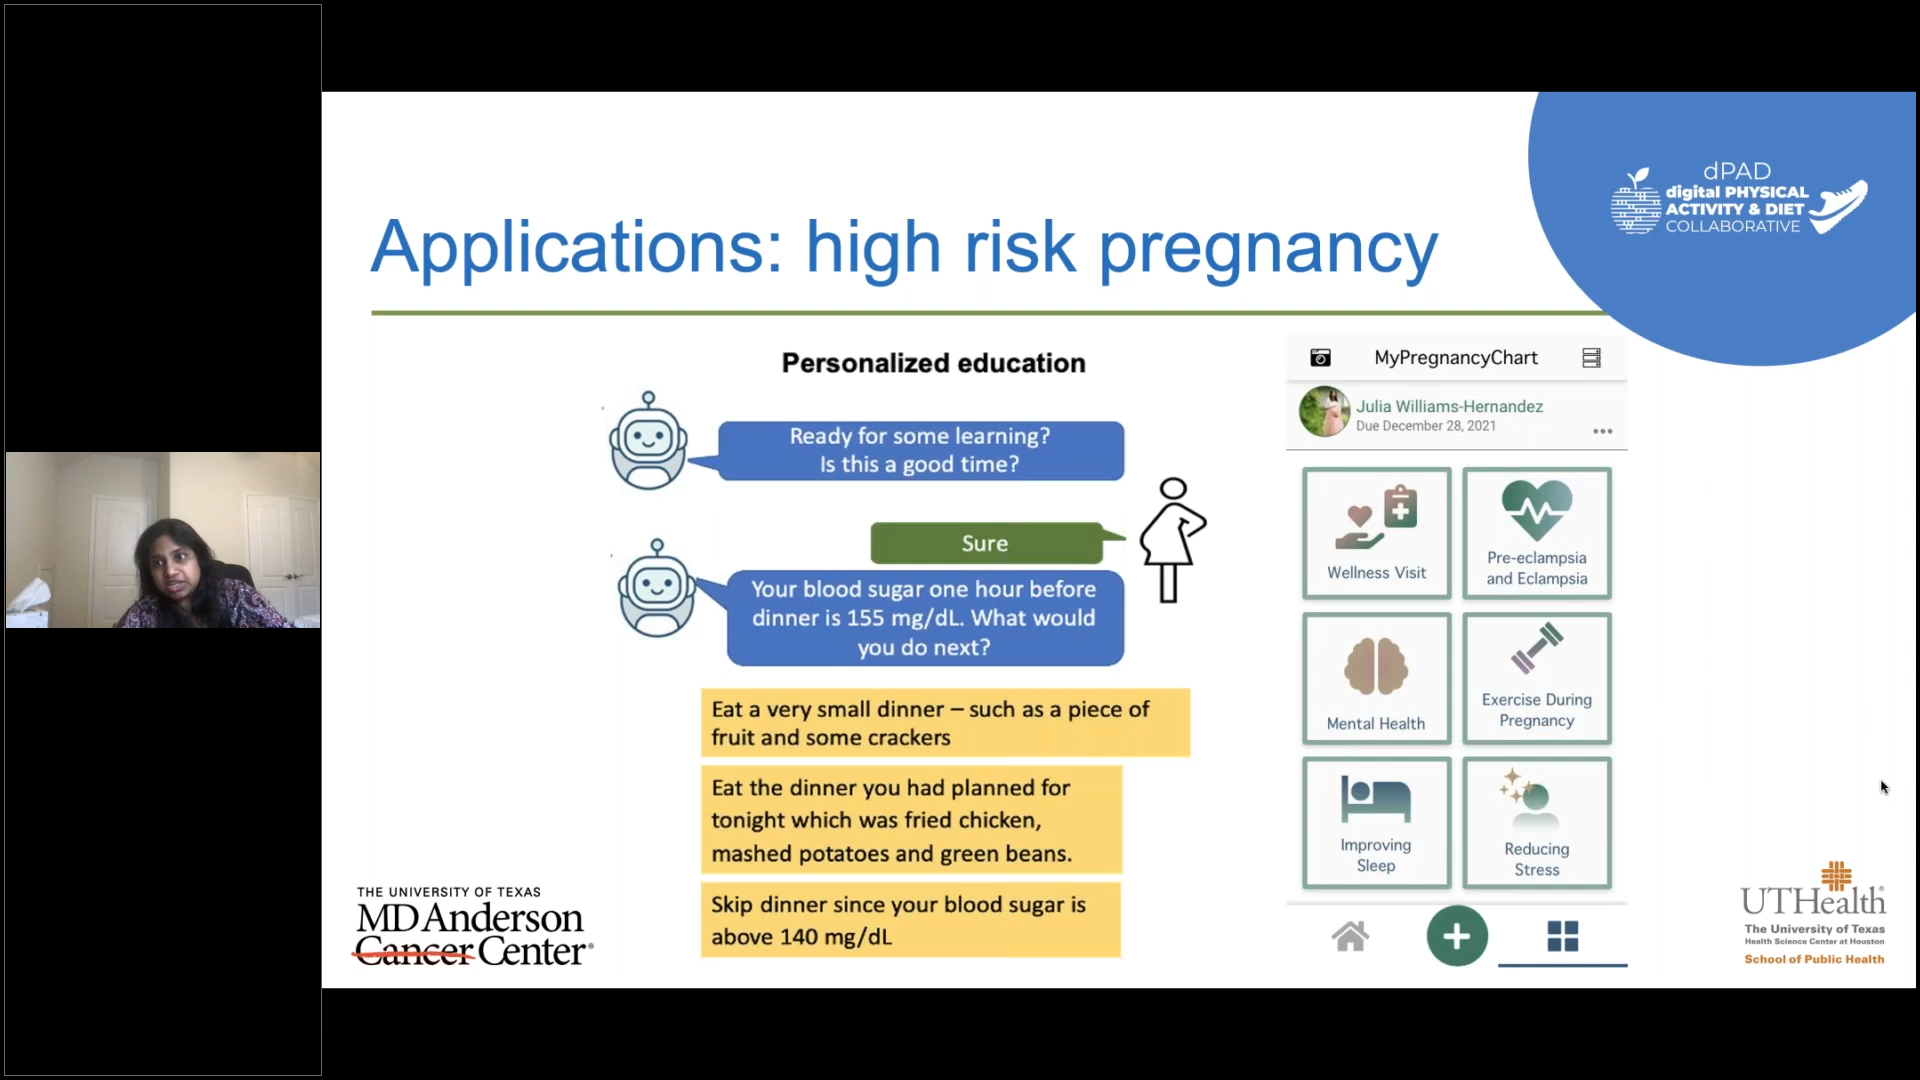 dPAD
digital PHYSICAL
ACTIVITY & DIET
COLLABORATIVE
Applications: high risk pregnancy
Personalized education
Ready for some learning?
Is this a good time?
Sure
Your blood sugar one hour before
dinner is 155 mg/dL. What would
you do next?
Eat a very small dinner – such as a piece of
fruit and some crackers
Eat the dinner you had planned for
tonight which was fried chicken,
mashed potatoes and green beans.
Skip dinner since your blood sugar is
above 140 mg/dL
MyPregnancyChart
Julia Williams-Hernandez
Due December 28, 2021
Wellness Visit
Pre-eclampsia
and Eclampsia
Mental Health
Exercise During
Pregnancy
Improving
Sleep
Reducing
Stress
THE UNIVERSITY OF TEXAS
MD Anderson
Cancer Center®
UTHealth®
The University of Texas
Health Science Center at Houston
School of Public Health